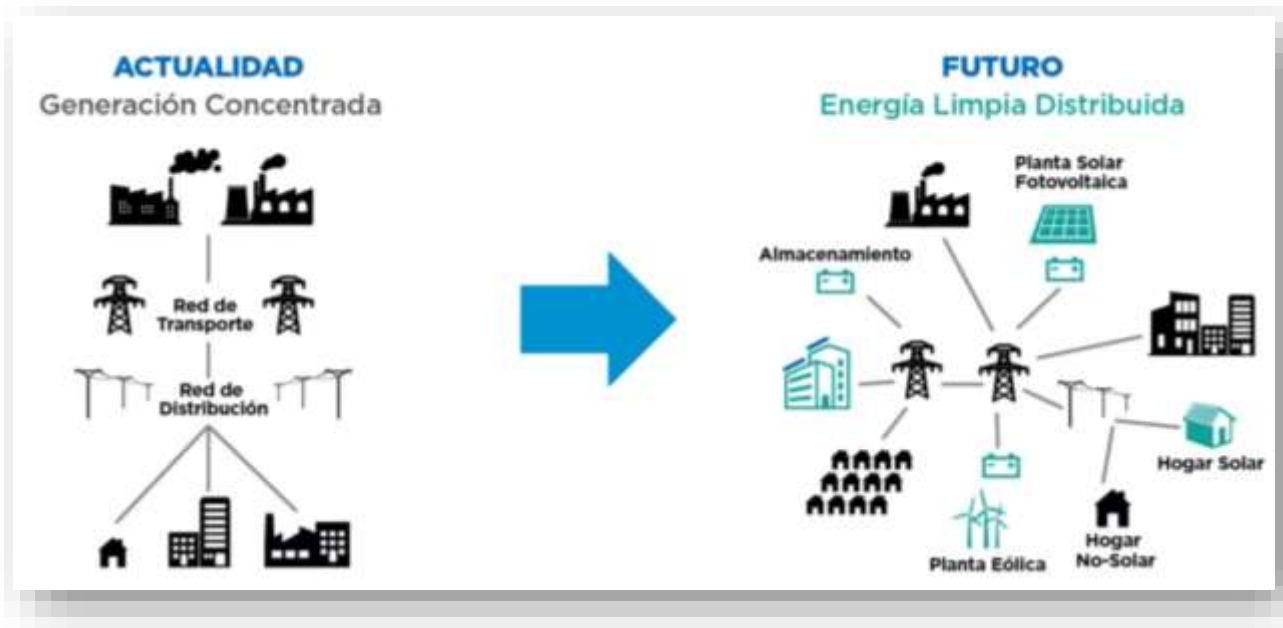 ACTUALIDAD
Generación Concentrada
Red de
Transporte
Red de
Distribución
FUTURO
Energía Limpia Distribuida
Planta Solar
Fotovoltaica
Almacenamiento
Hogar Solar
Hogar
No-Solar
Planta Eólica